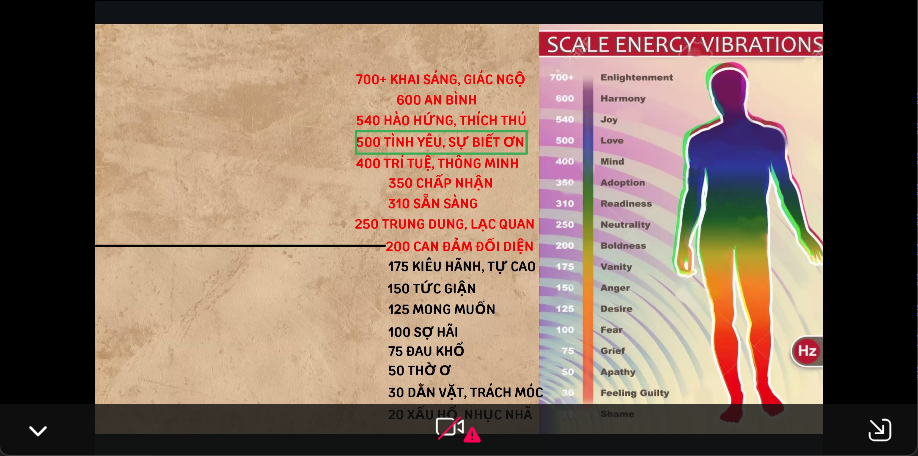 SCALE ENERGY VIBRATIONS
700+ KHAI SÁNG, GIÁC NGỘ
600 AN BÌNH
540 HÀO HỨNG, THÍCH THÚ
500 TÌNH YÊU, SỰ BIẾT ƠN
400 TRÍ TUỆ, THÔNG MINH
350 CHẤP NHẬN
310 SẴN SÀNG
250 TRUNG DUNG, LẠC QUAN
200 CAN ĐẢM ĐỐI DIỆN
175 KIÊU HÃNH, TỰ CAO
150 TỨC GIẬN
125 MONG MUỐN
100 SỢ HÃI
75 ĐAU KHỔ
50 THỜ Ơ
30 DẰN VẶT, TRÁCH MÓC
20 XẤU HỔ, NHỤC NHÃ
700+ Enlightenment
600 Harmony
540 Joy
500 Love
400 Mind
350 Adoption
310 Readiness
250 Neutrality
200 Boldness
175 Vanity
150 Anger
125 Desire
100 Fear
75 Grief
50 Apathy
30 Feeling Guilty
Shame
Hz